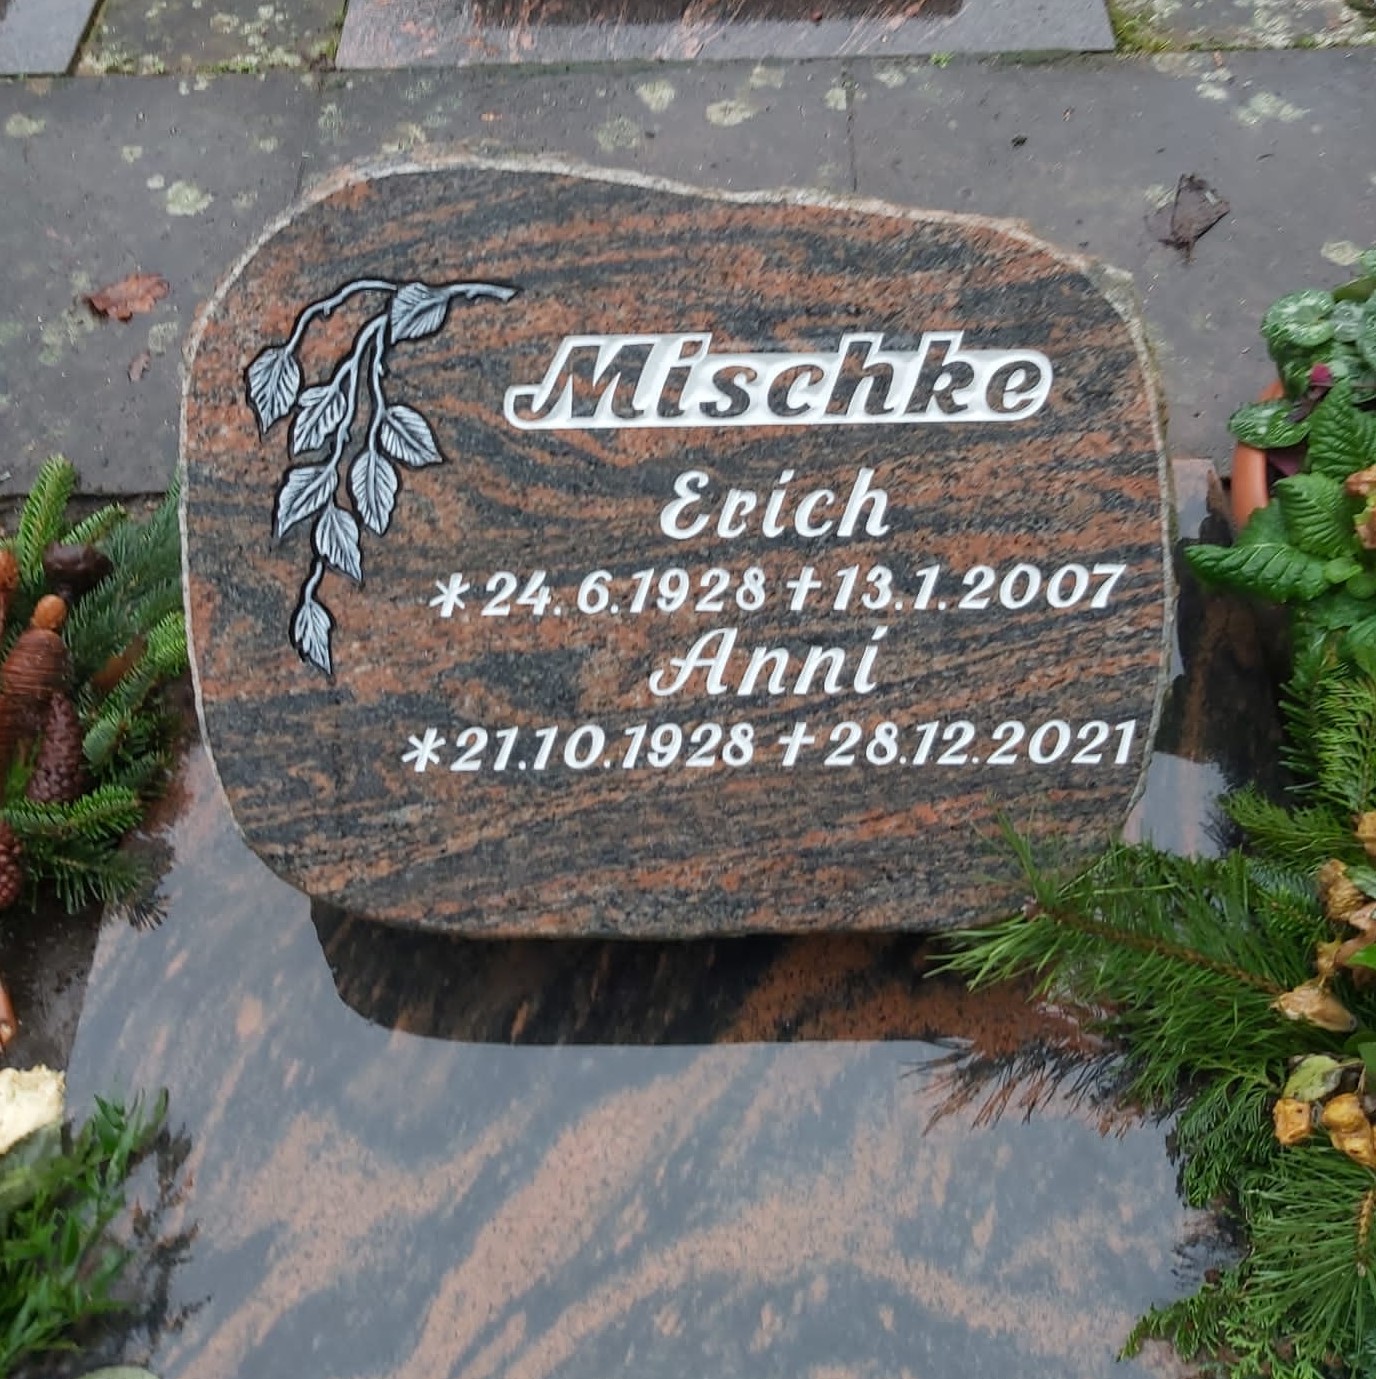 Mischke
Erich
*24.6.1928 †13.1.2007
Anni
*21.10.1928 †28.12.2021